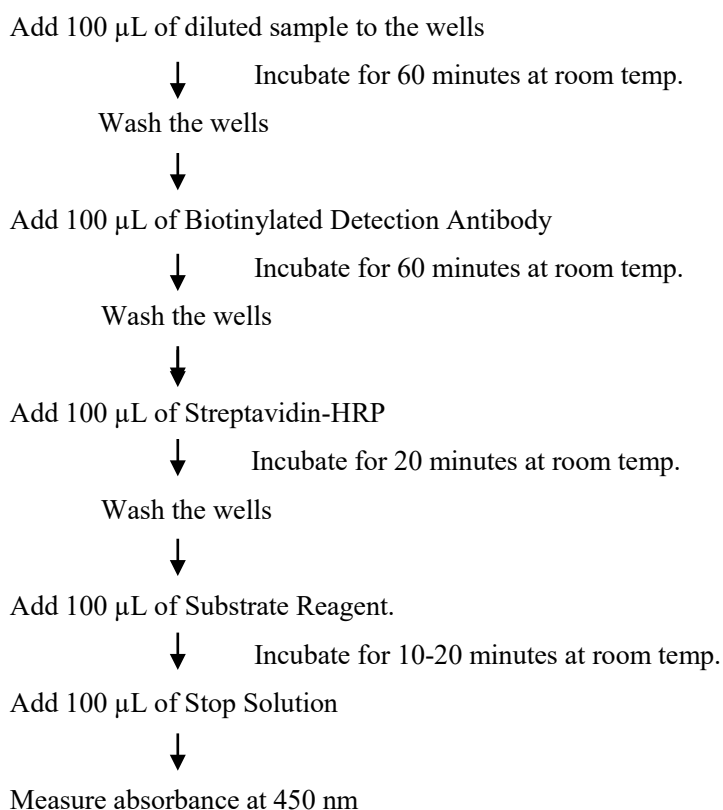 Add 100 µL of diluted sample to the wells
Incubate for 60 minutes at room temp.
Wash the wells
Add 100 µL of Biotinylated Detection Antibody
Incubate for 60 minutes at room temp.
Wash the wells
Add 100 µL of Streptavidin-HRP
Incubate for 20 minutes at room temp.
Wash the wells
Add 100 µL of Substrate Reagent.
Incubate for 10-20 minutes at room temp.
Add 100 µL of Stop Solution
Measure absorbance at 450 nm